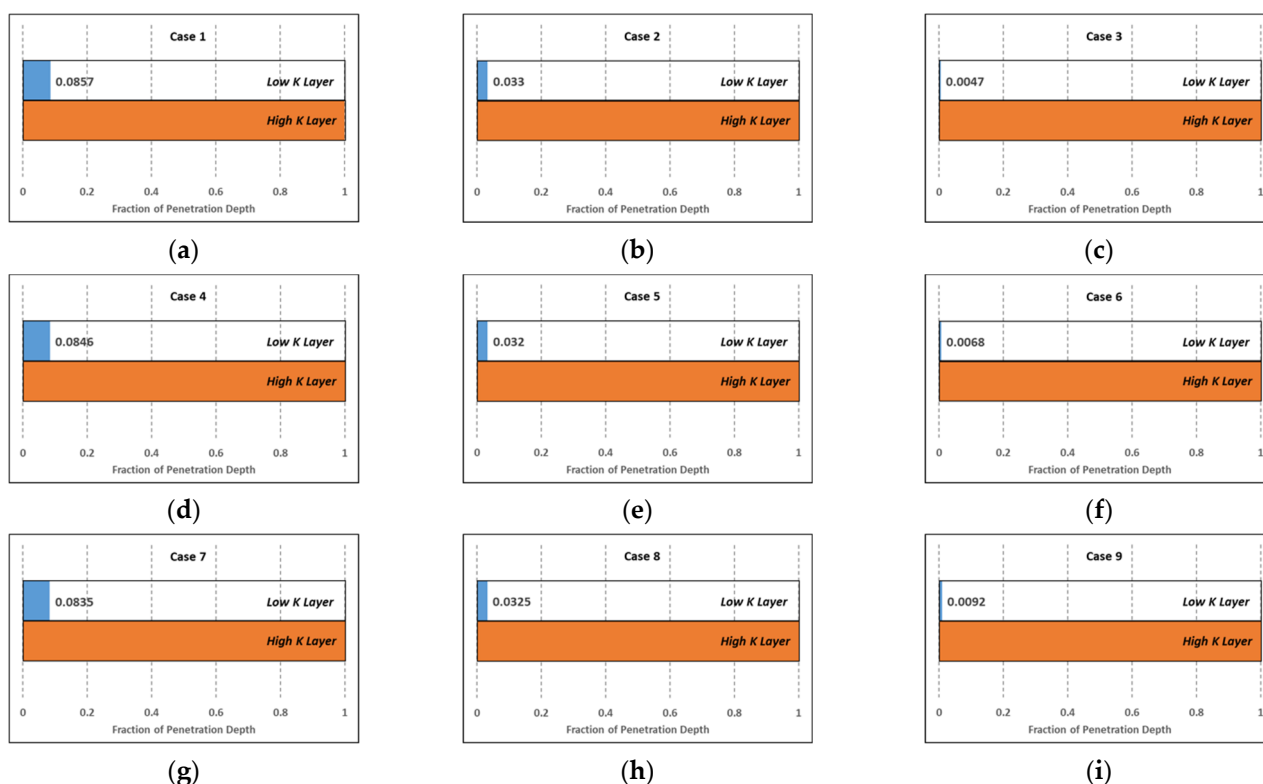 Case 1
0.0857 Low K Layer
High K Layer
0 0.2 0.4 0.6 0.8 1
Fraction of Penetration Depth
(a)
Case 2
0.033 Low K Layer
High K Layer
0 0.2 0.4 0.6 0.8 1
Fraction of Penetration Depth
(b)
Case 3
0.0047 Low K Layer
High K Layer
0 0.2 0.4 0.6 0.8 1
Fraction of Penetration Depth
(c)
Case 4
0.0846 Low K Layer
High K Layer
0 0.2 0.4 0.6 0.8 1
Fraction of Penetration Depth
(d)
Case 5
0.032 Low K Layer
High K Layer
0 0.2 0.4 0.6 0.8 1
Fraction of Penetration Depth
(e)
Case 6
0.0068 Low K Layer
High K Layer
0 0.2 0.4 0.6 0.8 1
Fraction of Penetration Depth
(f)
Case 7
0.0835 Low K Layer
High K Layer
0 0.2 0.4 0.6 0.8 1
Fraction of Penetration Depth
(g)
Case 8
0.0325 Low K Layer
High K Layer
0 0.2 0.4 0.6 0.8 1
Fraction of Penetration Depth
(h)
Case 9
0.0092 Low K Layer
High K Layer
0 0.2 0.4 0.6 0.8 1
Fraction of Penetration Depth
(i)